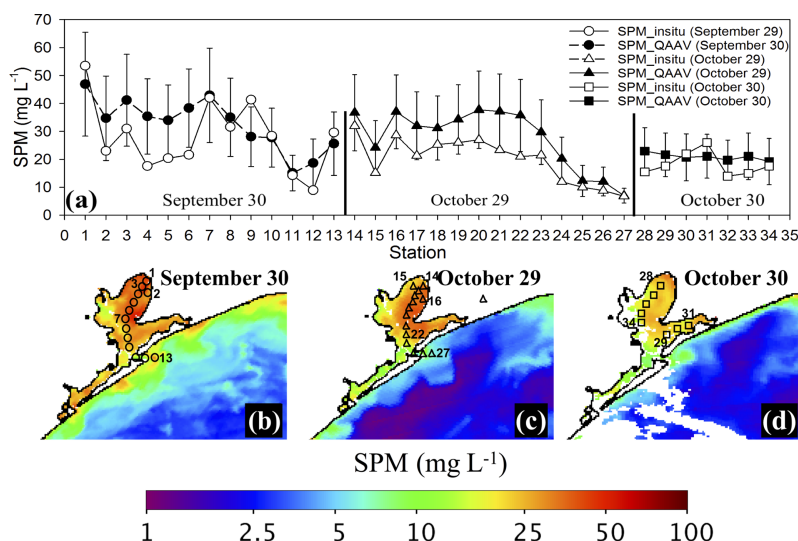 70
60
50
40
30
20
10
0
SPM (mg L-1)
SPM_insitu (September 29)
SPM_QAAV (September 30)
SPM_insitu (October 29)
SPM_QAAV (October 29)
SPM_insitu (October 30)
SPM_QAAV (October 30)
(a)
September 30
October 29
October 30
0 1 2 3 4 5 6 7 8 9 10 11 12 13 14 15 16 17 18 19 20 21 22 23 24 25 26 27 28 29 30 31 32 33 34 35
Station
September 30
1
3
2
7
13
(b)
October 29
15
14
16
22
27
(c)
October 30
28
34
31
29
(d)
SPM (mg L-1)
1 2.5 5 10 25 50 100